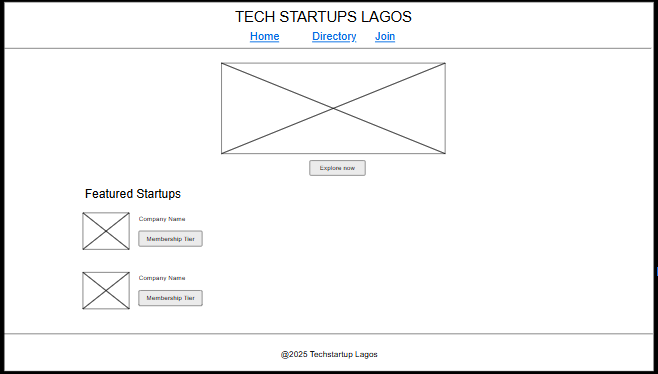 TECH STARTUPS LAGOS
Home Directory Join
Explore now
Featured Startups
Company Name
Membership Tier
Company Name
Membership Tier
@2025 Techstartup Lagos